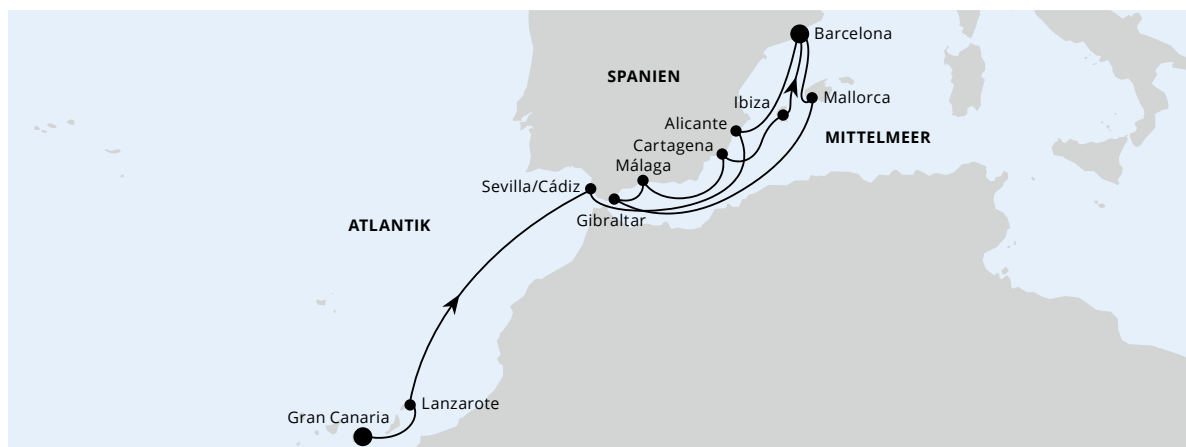 Barcelona
SPANIEN
Mallorca
Ibiza
Alicante
MITTELMEER
Cartagena
Málaga
Sevilla/Cádiz
Gibraltar
ATLANTIK
Lanzarote
Gran Canaria